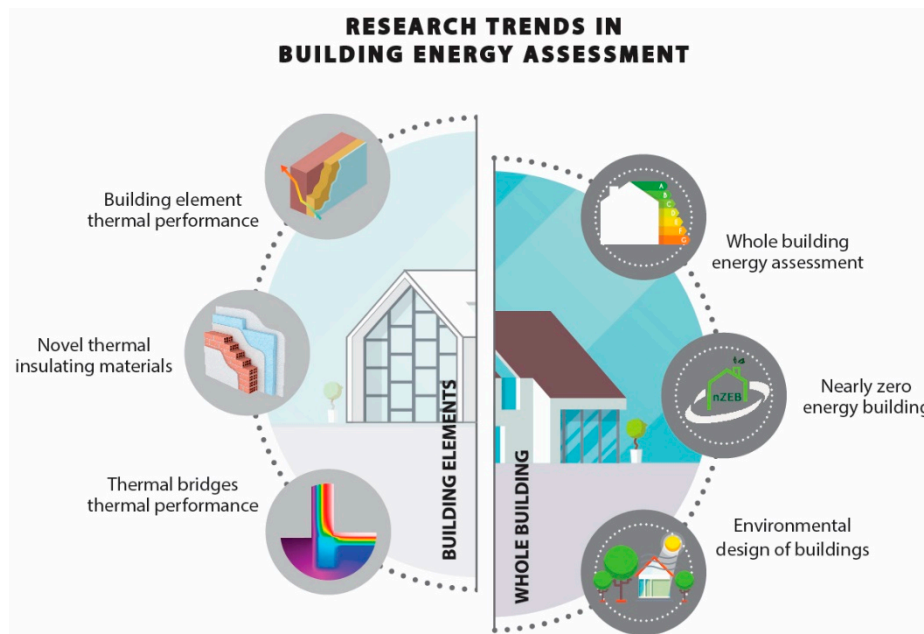 RESEARCH TRENDS IN
BUILDING ENERGY ASSESSMENT
Building element
thermal performance
Novel thermal
insulating materials
Thermal bridges
thermal performance
BUILDING ELEMENTS
WHOLE BUILDING
A
B
C
D
E
F
G
Whole building
energy assessment
nZEB
Nearly zero
energy building
Environmental
design of buildings